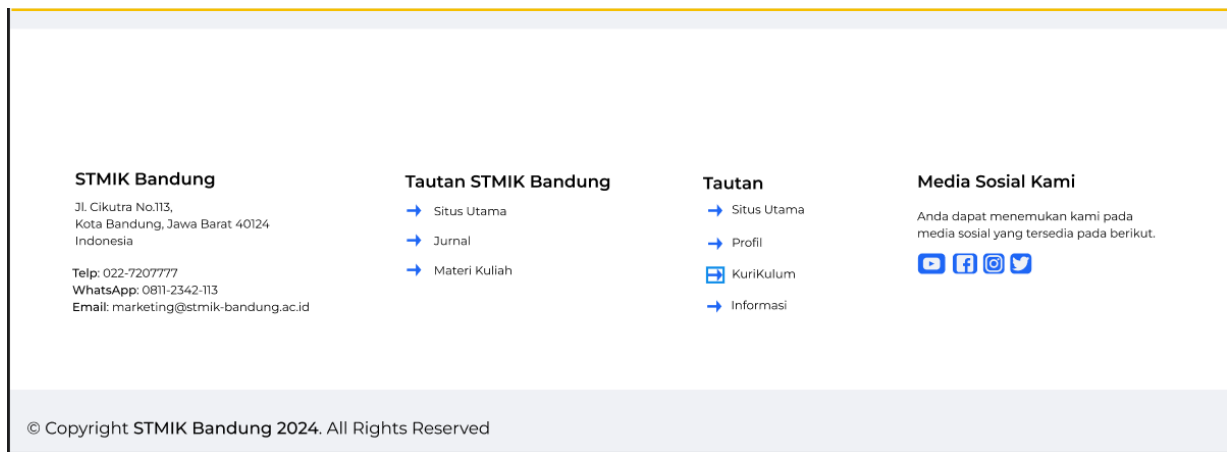 STMIK Bandung
Jl. Cikutra No.113,
Kota Bandung, Jawa Barat 40124
Indonesia
Telp: 022-7207777
WhatsApp: 0811-2342-113
Email: marketing@stmik-bandung.ac.id
Tautan STMIK Bandung
Situs Utama
Jurnal
Materi Kuliah
Tautan
Situs Utama
Profil
KuriKulum
Informasi
Media Sosial Kami
Anda dapat menemukan kami pada
media sosial yang tersedia pada berikut.
© Copyright STMIK Bandung 2024. All Rights Reserved